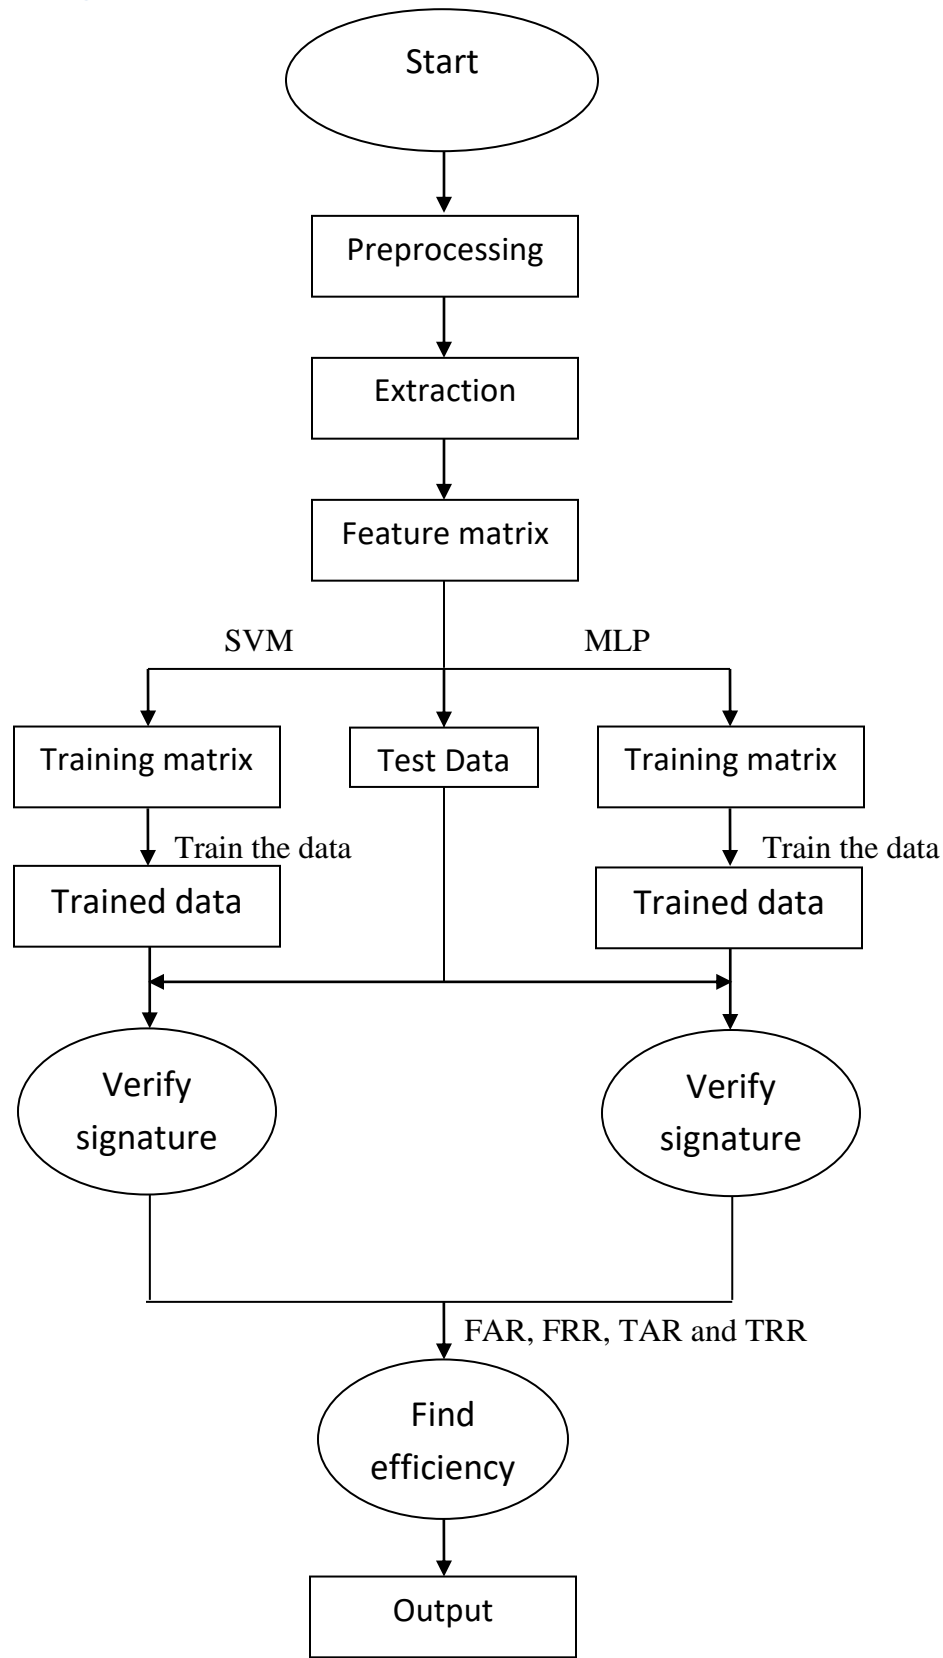 Start
Preprocessing
Extraction
Feature matrix
SVM
MLP
Training matrix
Test Data
Training matrix
Train the data
Train the data
Trained data
Trained data
Verify
signature
Verify
signature
FAR, FRR, TAR and TRR
Find
efficiency
Output